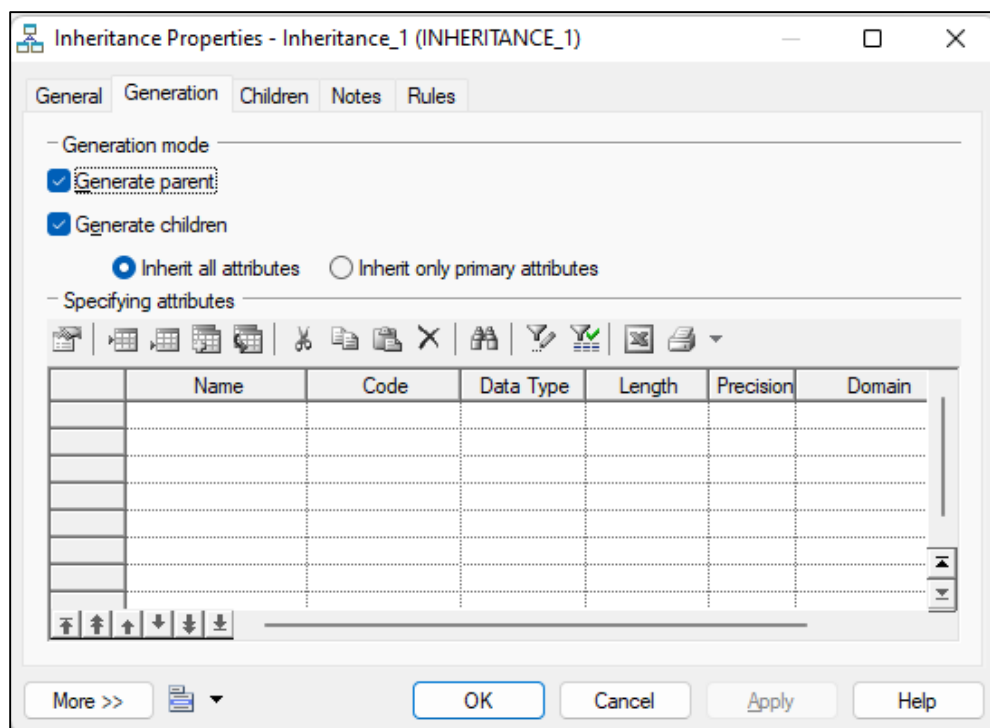 Inheritance Properties - Inheritance_1 (INHERITANCE_1)
General Generation Children Notes Rules
Generation mode
Generate parent
Generate children
Inherit all attributes Inherit only primary attributes
Specifying attributes
Name Code Data Type Length Precision Domain
More >> OK Cancel Apply Help